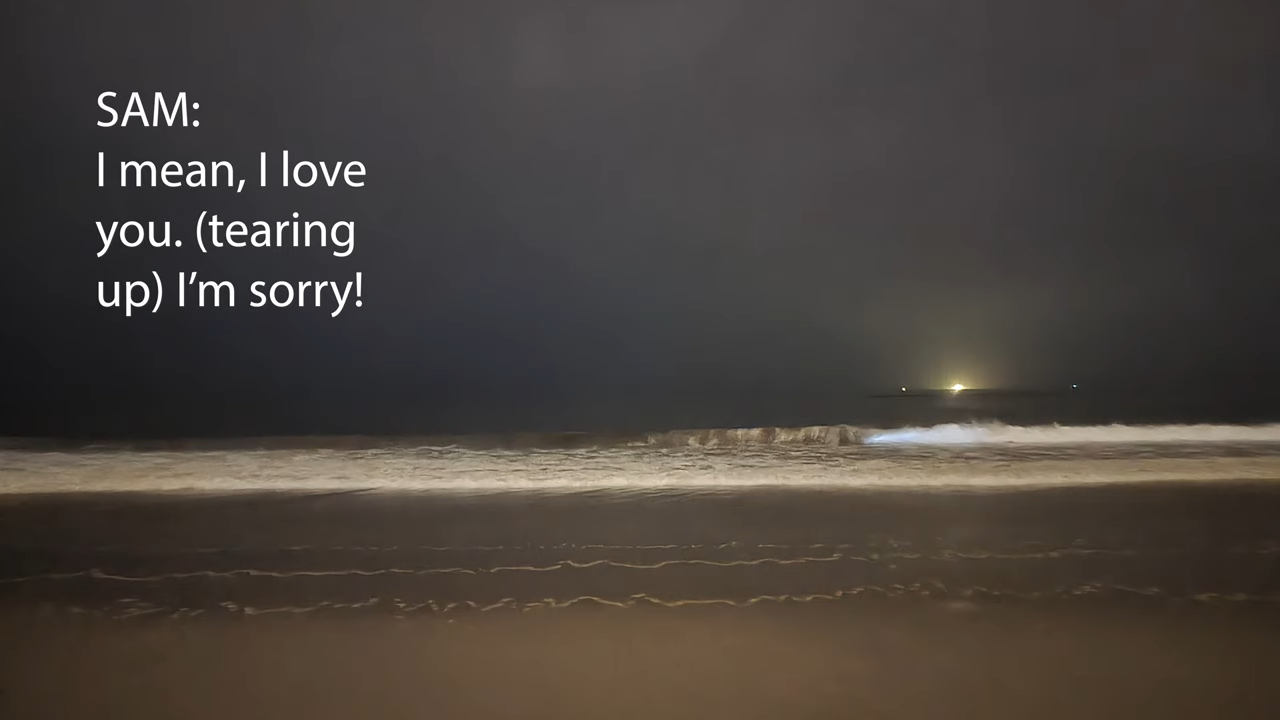 SAM:
I mean, I love
you. (tearing
up) I’m sorry!